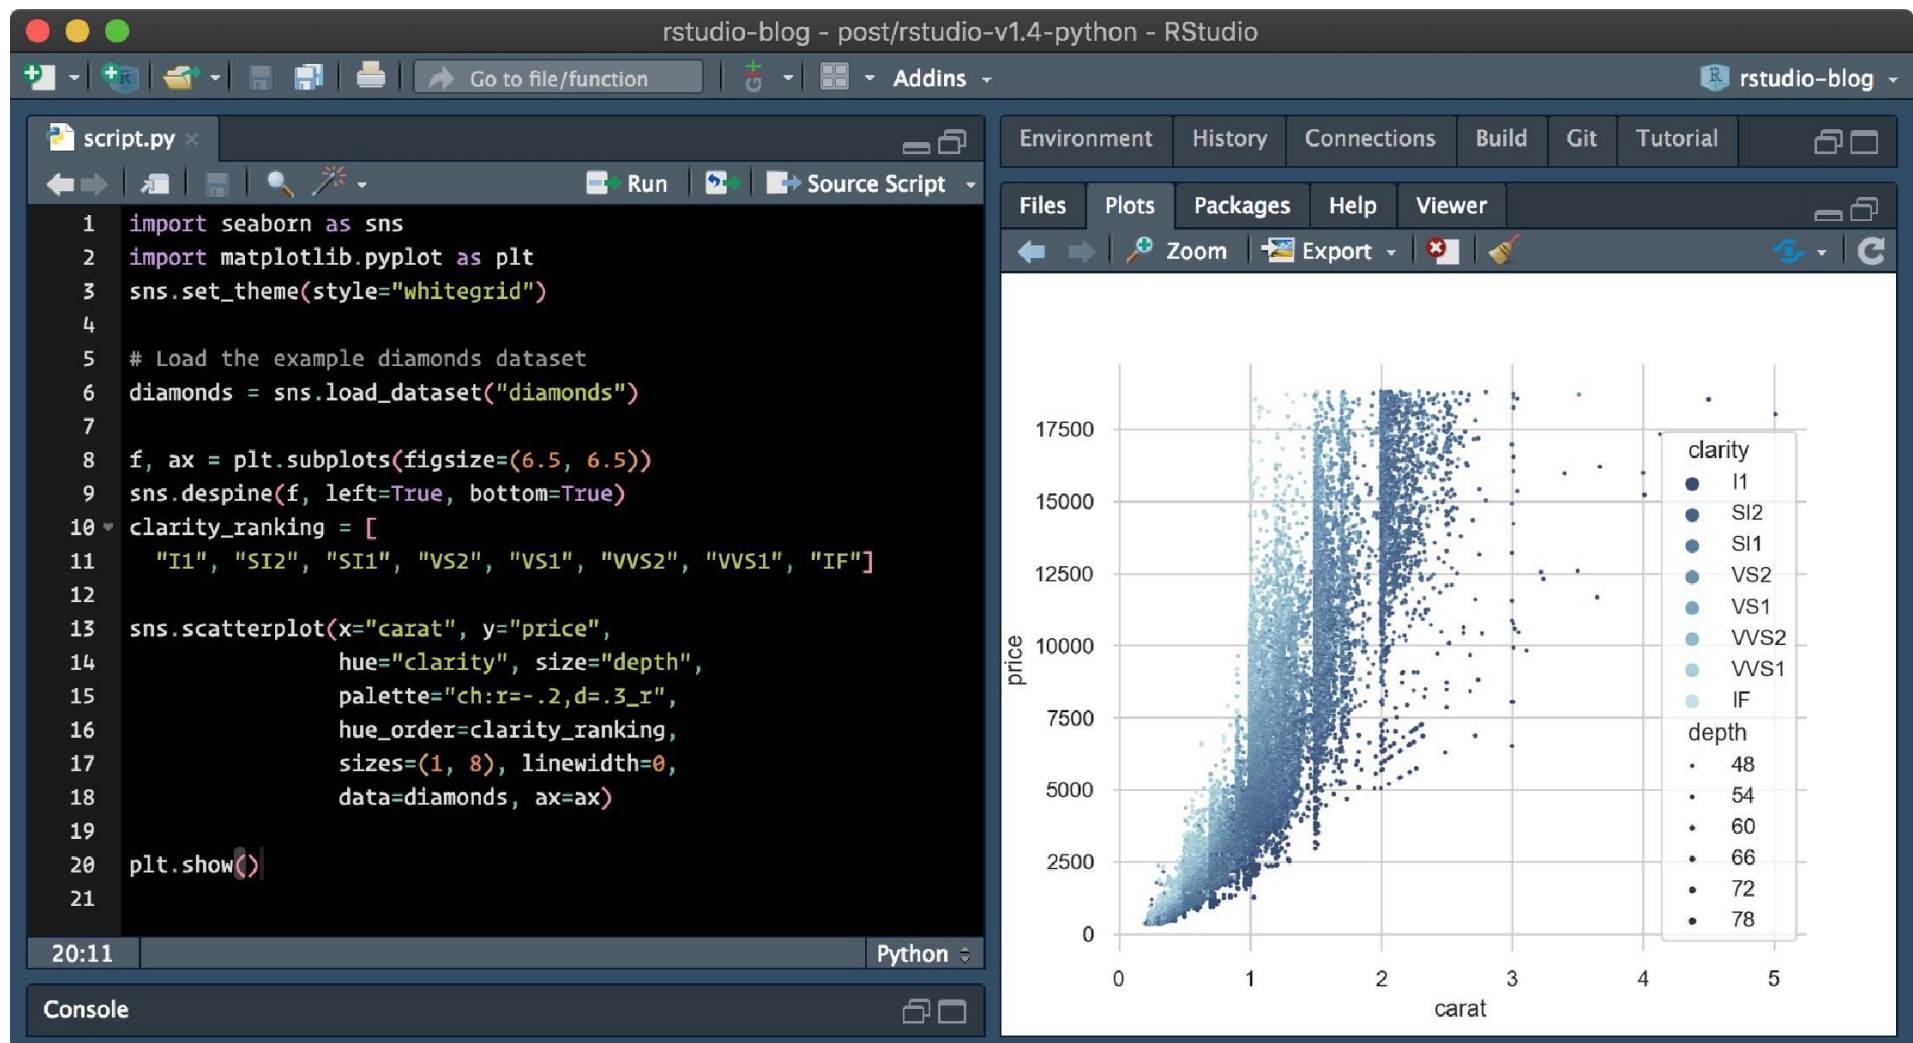 rstudio-blog - post/rstudio-v1.4-python - RStudio
Go to file/function
Addins
rstudio-blog
script.py
Run
Source Script
1 import seaborn as sns
2 import matplotlib.pyplot as plt
3 sns.set_theme(style="whitegrid")
4
5 # Load the example diamonds dataset
6 diamonds = sns.load_dataset("diamonds")
7
8 f, ax = plt.subplots(figsize=(6.5, 6.5))
9 sns.despine(f, left=True, bottom=True)
10 clarity_ranking = [
11 "I1", "SI2", "SI1", "VS2", "VS1", "VVS2", "VVS1", "IF"]
12
13 sns.scatterplot(x="carat", y="price",
14 hue="clarity", size="depth",
15 palette="ch:r=-.2,d=.3_r",
16 hue_order=clarity_ranking,
17 sizes=(1, 8), linewidth=0,
18 data=diamonds, ax=ax)
19
20 plt.show()
21
20:11
Python
Console
Environment History Connections Build Git Tutorial
Files Plots Packages Help Viewer
Zoom Export
17500
15000
12500
10000
7500
5000
2500
0
price
0 1 2 3 4 5
carat
clarity
I1
SI2
SI1
VS2
VS1
VVS2
VVS1
IF
depth
48
54
60
66
72
78